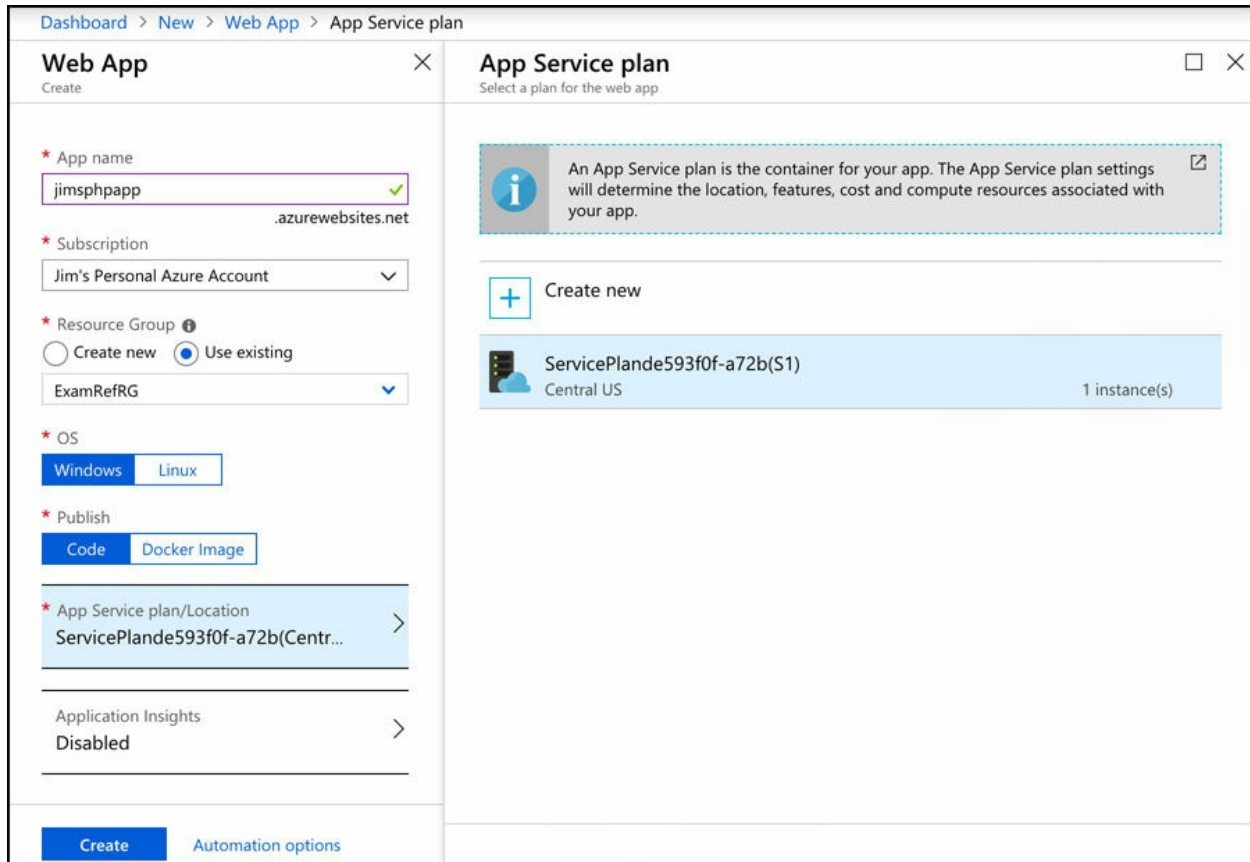 Dashboard > New > Web App > App Service plan
Web App
Create
* App name
jimsphpapp
.azurewebsites.net
* Subscription
Jim's Personal Azure Account
* Resource Group
Create new
Use existing
ExamRefRG
* OS
Windows
Linux
* Publish
Code
Docker Image
* App Service plan/Location
ServicePlande593f0f-a72b(Centr...
Application Insights
Disabled
Create
Automation options
App Service plan
Select a plan for the web app
An App Service plan is the container for your app. The App Service plan settings
will determine the location, features, cost and compute resources associated with
your app.
Create new
ServicePlande593f0f-a72b(S1)
Central US
1 instance(s)